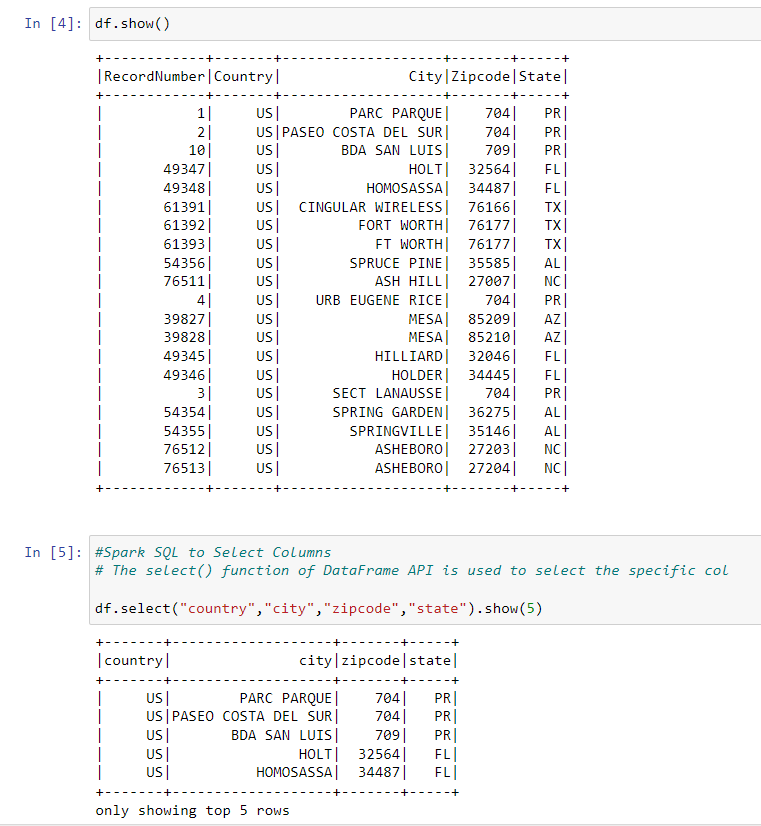 In [4]: df.show()
+------------+-------+-------------------+-------+-----+
|RecordNumber|Country|               City|Zipcode|State|
+------------+-------+-------------------+-------+-----+
|           1|     US|        PARC PARQUE|    704|   PR|
|           2|     US|PASEO COSTA DEL SUR|    704|   PR|
|          10|     US|       BDA SAN LUIS|    709|   PR|
|       49347|     US|               HOLT|  32564|   FL|
|       49348|     US|          HOMOSASSA|  34487|   FL|
|       61391|     US|  CINGULAR WIRELESS|  76166|   TX|
|       61392|     US|         FORT WORTH|  76177|   TX|
|       61393|     US|           FT WORTH|  76177|   TX|
|       54356|     US|        SPRUCE PINE|  35585|   AL|
|       76511|     US|           ASH HILL|  27007|   NC|
|           4|     US|    URB EUGENE RICE|    704|   PR|
|       39827|     US|               MESA|  85209|   AZ|
|       39828|     US|               MESA|  85210|   AZ|
|       49345|     US|           HILLIARD|  32046|   FL|
|       49346|     US|             HOLDER|  34445|   FL|
|           3|     US|      SECT LANAUSSE|    704|   PR|
|       54354|     US|      SPRING GARDEN|  36275|   AL|
|       54355|     US|        SPRINGVILLE|  35146|   AL|
|       76512|     US|           ASHEBORO|  27203|   NC|
|       76513|     US|           ASHEBORO|  27204|   NC|
+------------+-------+-------------------+-------+-----+
In [5]: #Spark SQL to Select Columns
# The select() function of DataFrame API is used to select the specific col
df.select("country","city","zipcode","state").show(5)
+-------+-------------------+-------+-----+
|country|               city|zipcode|state|
+-------+-------------------+-------+-----+
|     US|        PARC PARQUE|    704|   PR|
|     US|PASEO COSTA DEL SUR|    704|   PR|
|     US|       BDA SAN LUIS|    709|   PR|
|     US|               HOLT|  32564|   FL|
|     US|          HOMOSASSA|  34487|   FL|
+-------+-------------------+-------+-----+
only showing top 5 rows